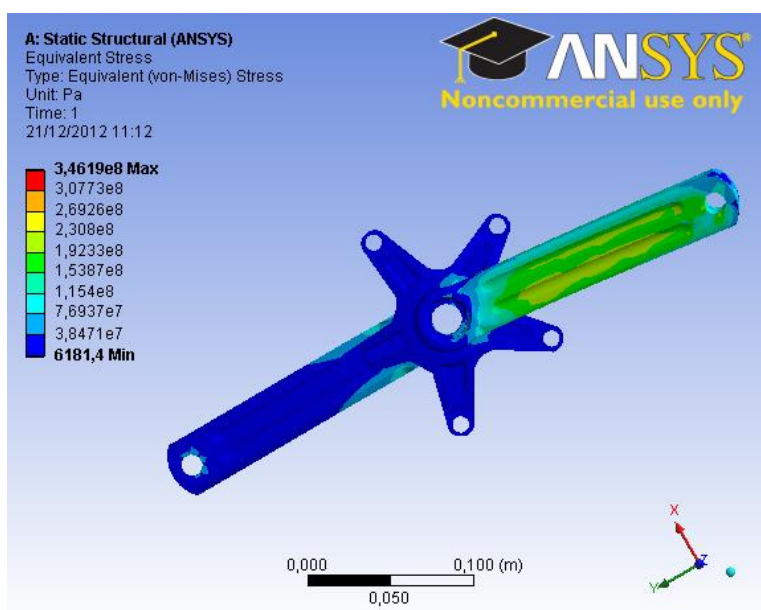 A: Static Structural (ANSYS)
Equivalent Stress
Type: Equivalent (von-Mises) Stress
Unit: Pa
Time: 1
21/12/2012 11:12
ANSYS®
Noncommercial use only
3,4619e8 Max
3,0773e8
2,6926e8
2,308e8
1,9233e8
1,5387e8
1,154e8
7,6937e7
3,8471e7
6181,4 Min
0,000 0,100 (m)
0,050
X
Y
Z